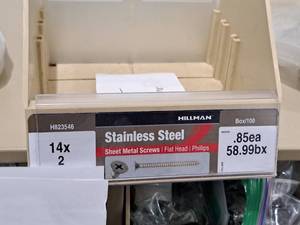 HILLMAN
H823546
Box/100
Stainless Steel
Sheet Metal Screws / Flat Head / Phillips
14x
2
.85ea
58.99bx